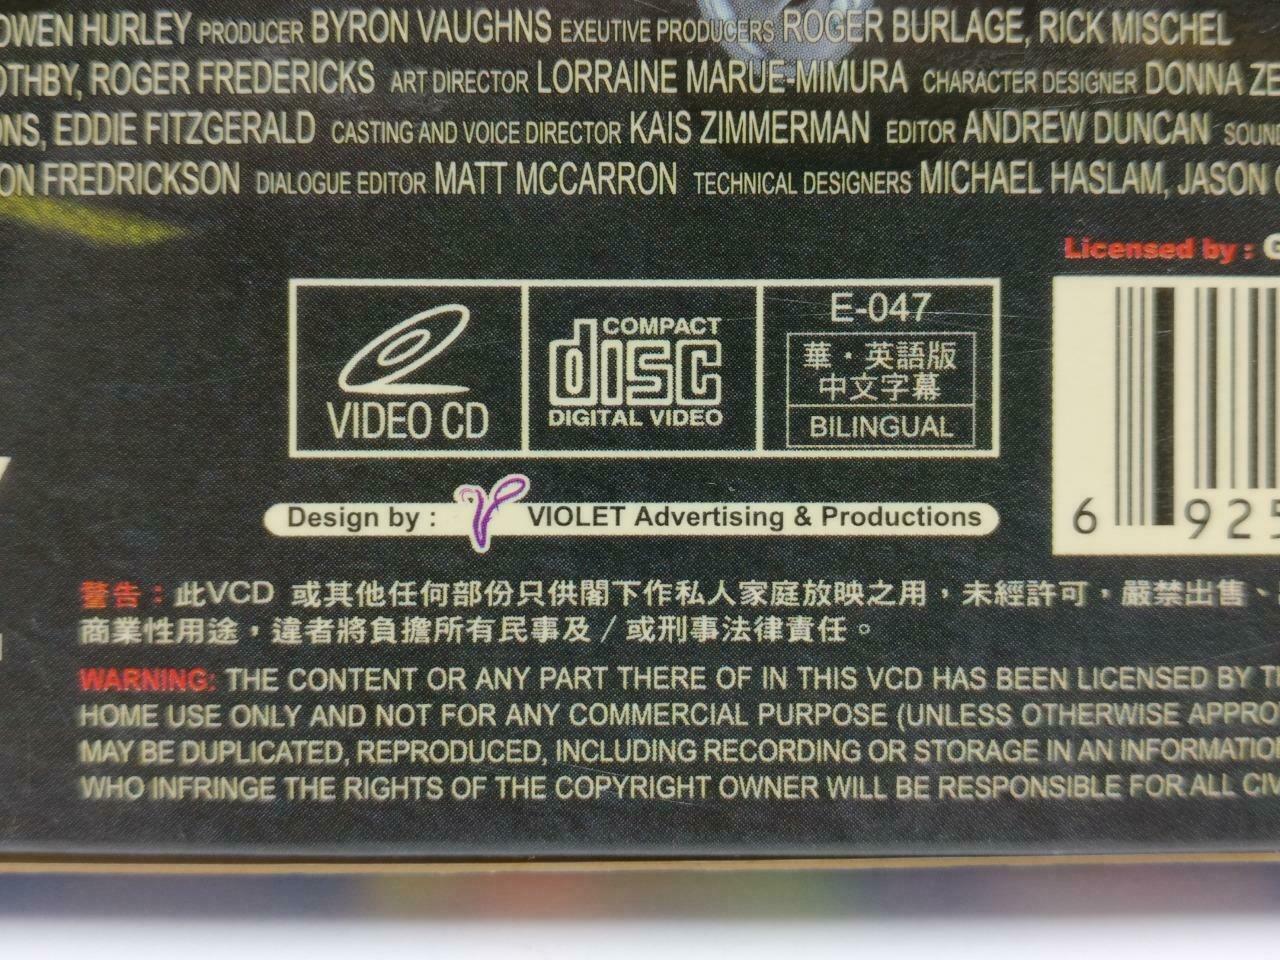 OWEN HURLEY PRODUCER BYRON VAUGHNS EXEUTIVE PRODUCERS ROGER BURLAGE, RICK MISCHEL
OTHBY, ROGER FREDERICKS ART DIRECTOR LORRAINE MARUE-MIMURA CHARACTER DESIGNER DONNA ZE
ONS, EDDIE FITZGERALD CASTING AND VOICE DIRECTOR KAIS ZIMMERMAN EDITOR ANDREW DUNCAN SOUN
ON FREDRICKSON DIALOGUE EDITOR MATT MCCARRON TECHNICAL DESIGNERS MICHAEL HASLAM, JASON
Licensed by : G
VIDEO CD
COMPACT
disc
DIGITAL VIDEO
E-047
華·英語版
中文字幕
BILINGUAL
6 925
Design by : VIOLET Advertising & Productions
警告：此VCD 或其他任何部份只供閣下作私人家庭放映之用，未經許可，嚴禁出售、
商業性用途，違者將負擔所有民事及/或刑事法律責任。
WARNING: THE CONTENT OR ANY PART THERE OF IN THIS VCD HAS BEEN LICENSED BY T
HOME USE ONLY AND NOT FOR ANY COMMERCIAL PURPOSE (UNLESS OTHERWISE APPRO
MAY BE DUPLICATED, REPRODUCED, INCLUDING RECORDING OR STORAGE IN AN INFORMATIO
WHO INFRINGE THE RIGHTS OF THE COPYRIGHT OWNER WILL BE RESPONSIBLE FOR ALL CIV